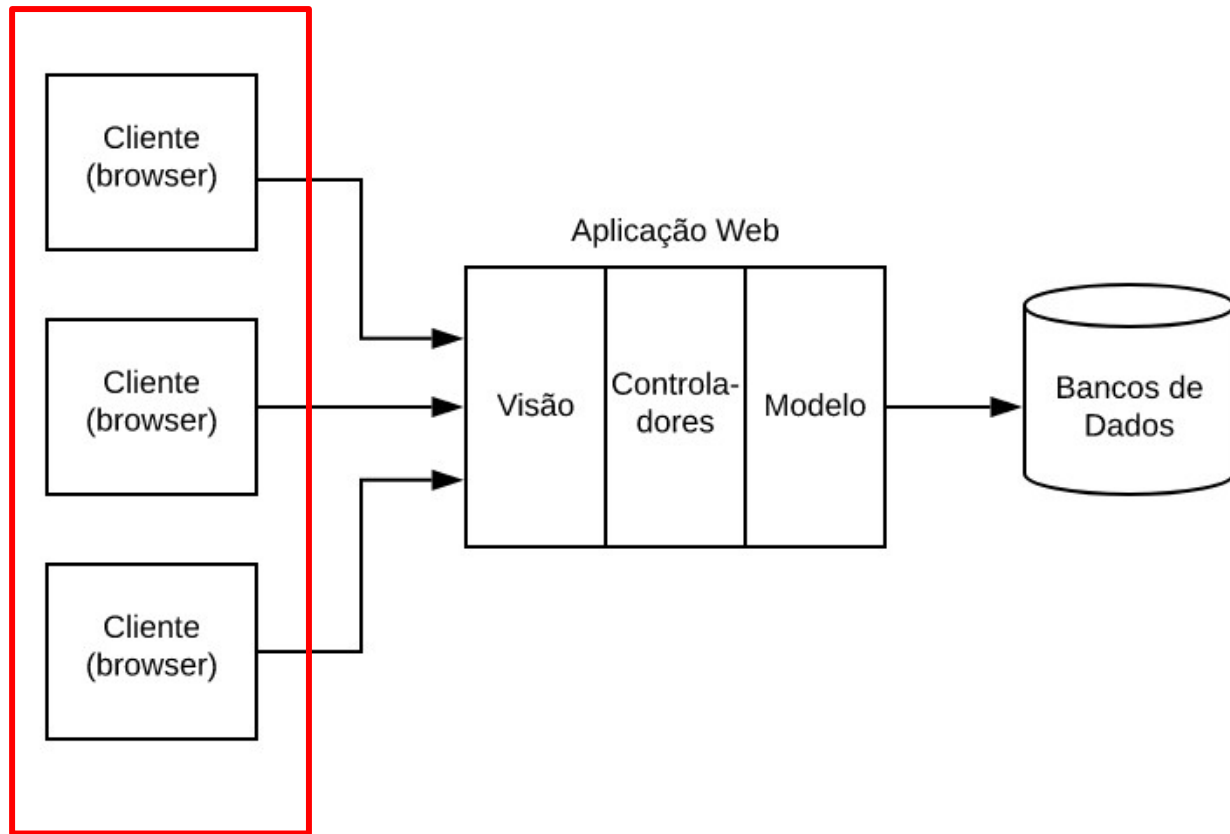 Cliente
(browser)
Aplicação Web
Cliente
(browser)
Visão
Controla-
dores
Modelo
Bancos de
Dados
Cliente
(browser)